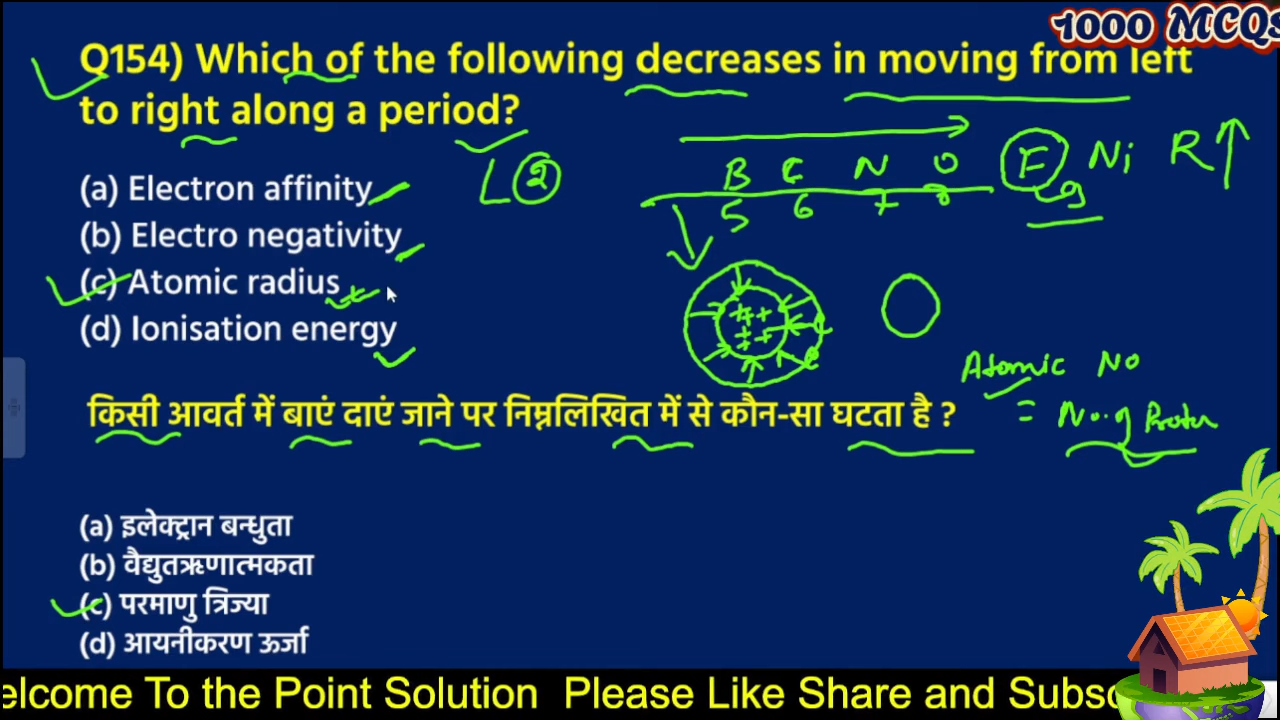 1000 MCQs
Q154) Which of the following decreases in moving from left
to right along a period?
(a) Electron affinity
(b) Electro negativity
(c) Atomic radius
(d) Ionisation energy
2
B C N O F Ni R↑
5 6 7 8 9
Atomic No
= No. of Proton
किसी आवर्त में बाएं दाएं जाने पर निम्नलिखित में से कौन-सा घटता है ?
(a) इलेक्ट्रान बन्धुता
(b) वैद्युतऋणात्मकता
(c) परमाणु त्रिज्या
(d) आयनीकरण ऊर्जा
elcome To the Point Solution Please Like Share and Subsc